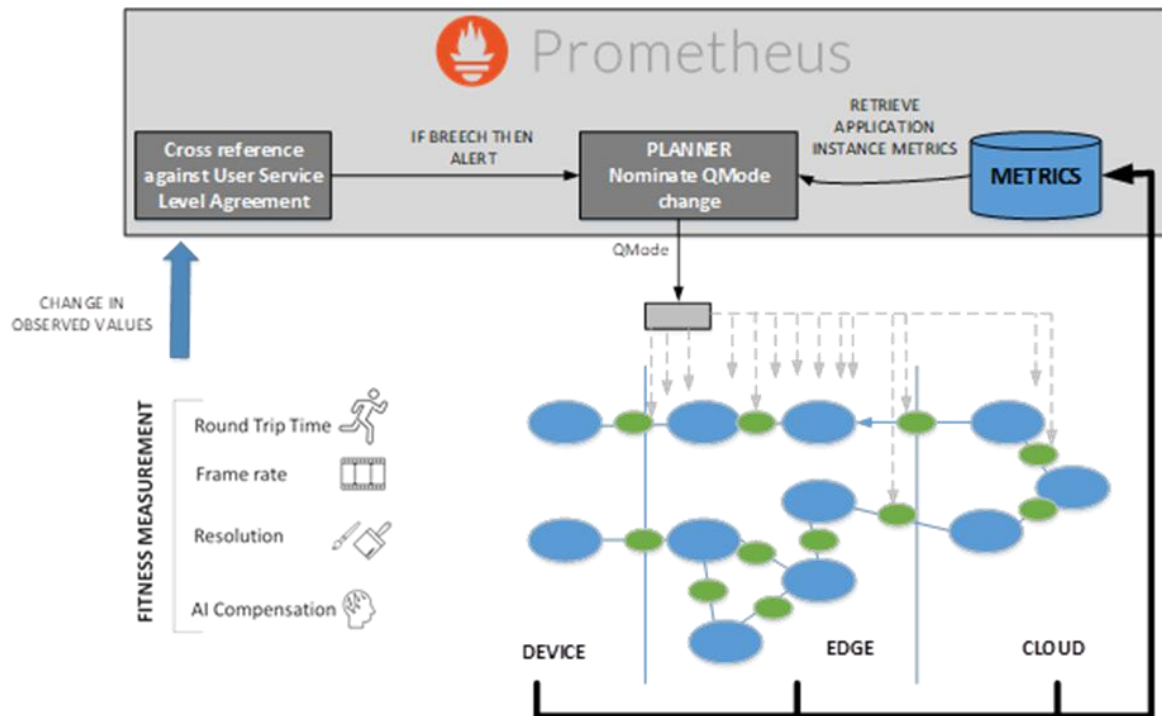 Prometheus
RETRIEVE
APPLICATION
INSTANCE METRICS
IF BREECH THEN
ALERT
Cross reference
against User Service
Level Agreement
PLANNER
Nominate QMode
change
METRICS
QMode
CHANGE IN
OBSERVED VALUES
FITNESS MEASUREMENT
Round Trip Time
Frame rate
Resolution
AI Compensation
DEVICE
EDGE
CLOUD